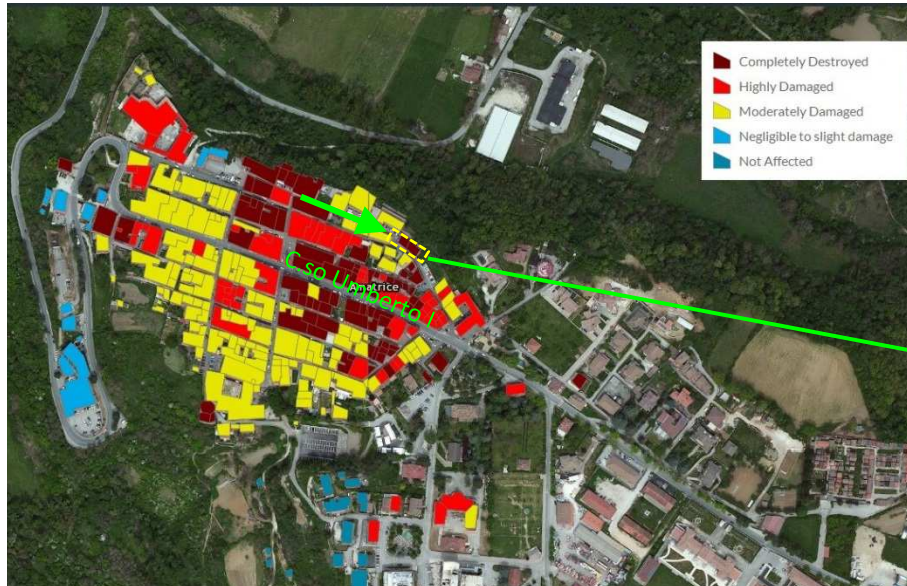 Completely Destroyed
Highly Damaged
Moderately Damaged
Negligible to slight damage
Not Affected
C.so Umberto I
Amatrice